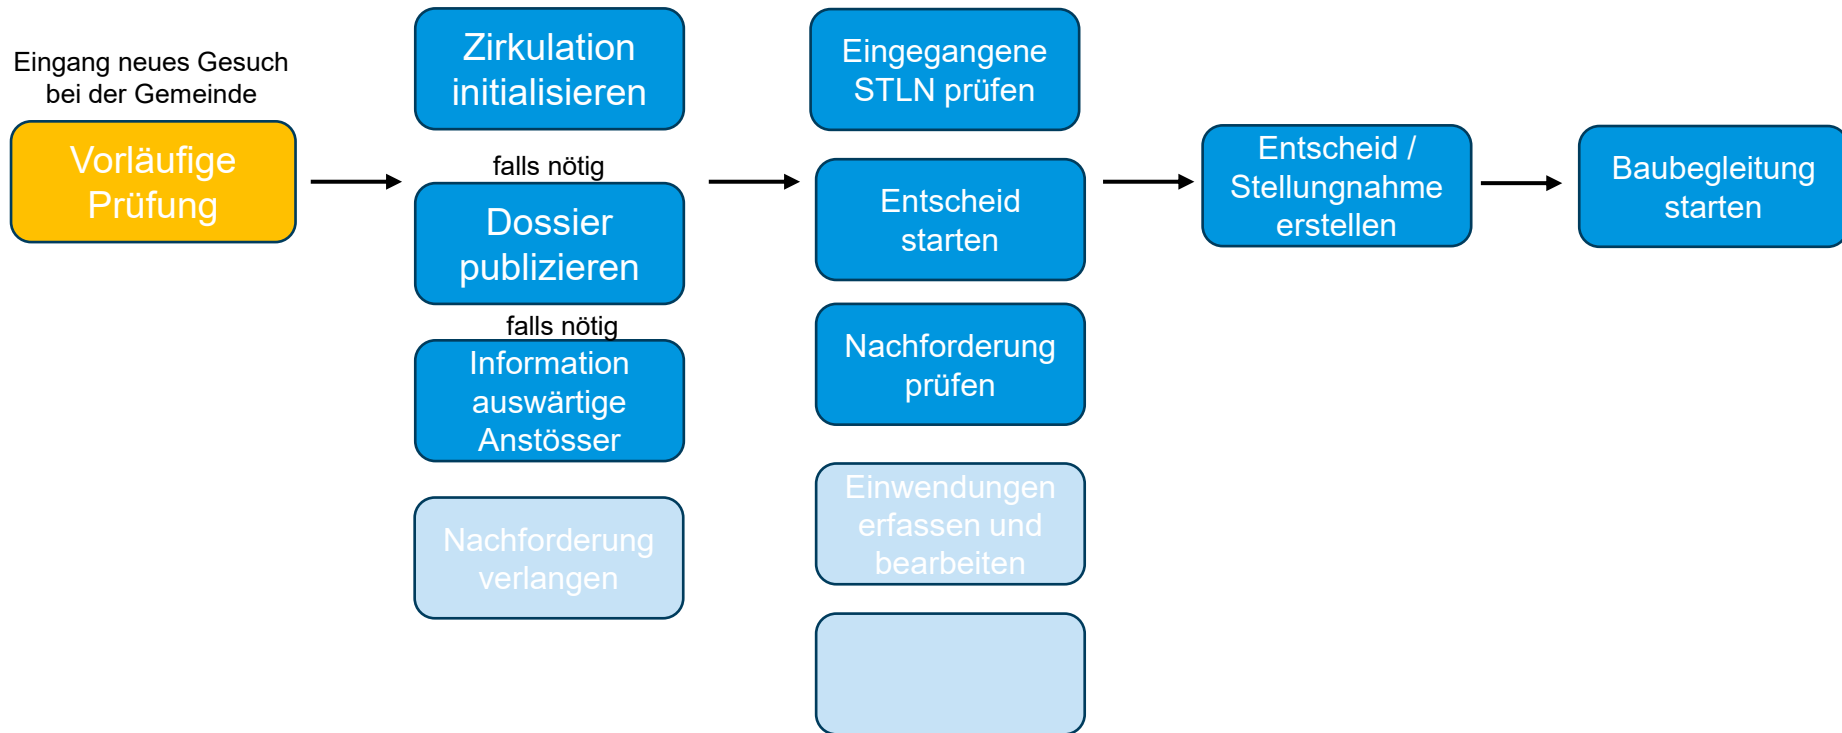 Eingang neues Gesuch
bei der Gemeinde
Vorläufige
Prüfung
Zirkulation
initialisieren
falls nötig
Dossier
publizieren
falls nötig
Information
auswärtige
Anstösser
Nachforderung
verlangen
Eingegangene
STLN prüfen
Entscheid
starten
Nachforderung
prüfen
Einwendungen
erfassen und
bearbeiten
Entscheid /
Stellungnahme
erstellen
Baubegleitung
starten